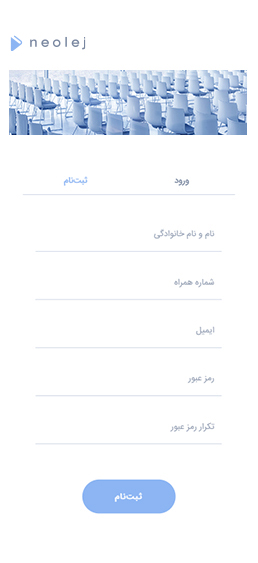 neolej
ورود
ثبت‌نام
نام و نام خانوادگی
شماره همراه
ایمیل
رمز عبور
تکرار رمز عبور
ثبت‌نام